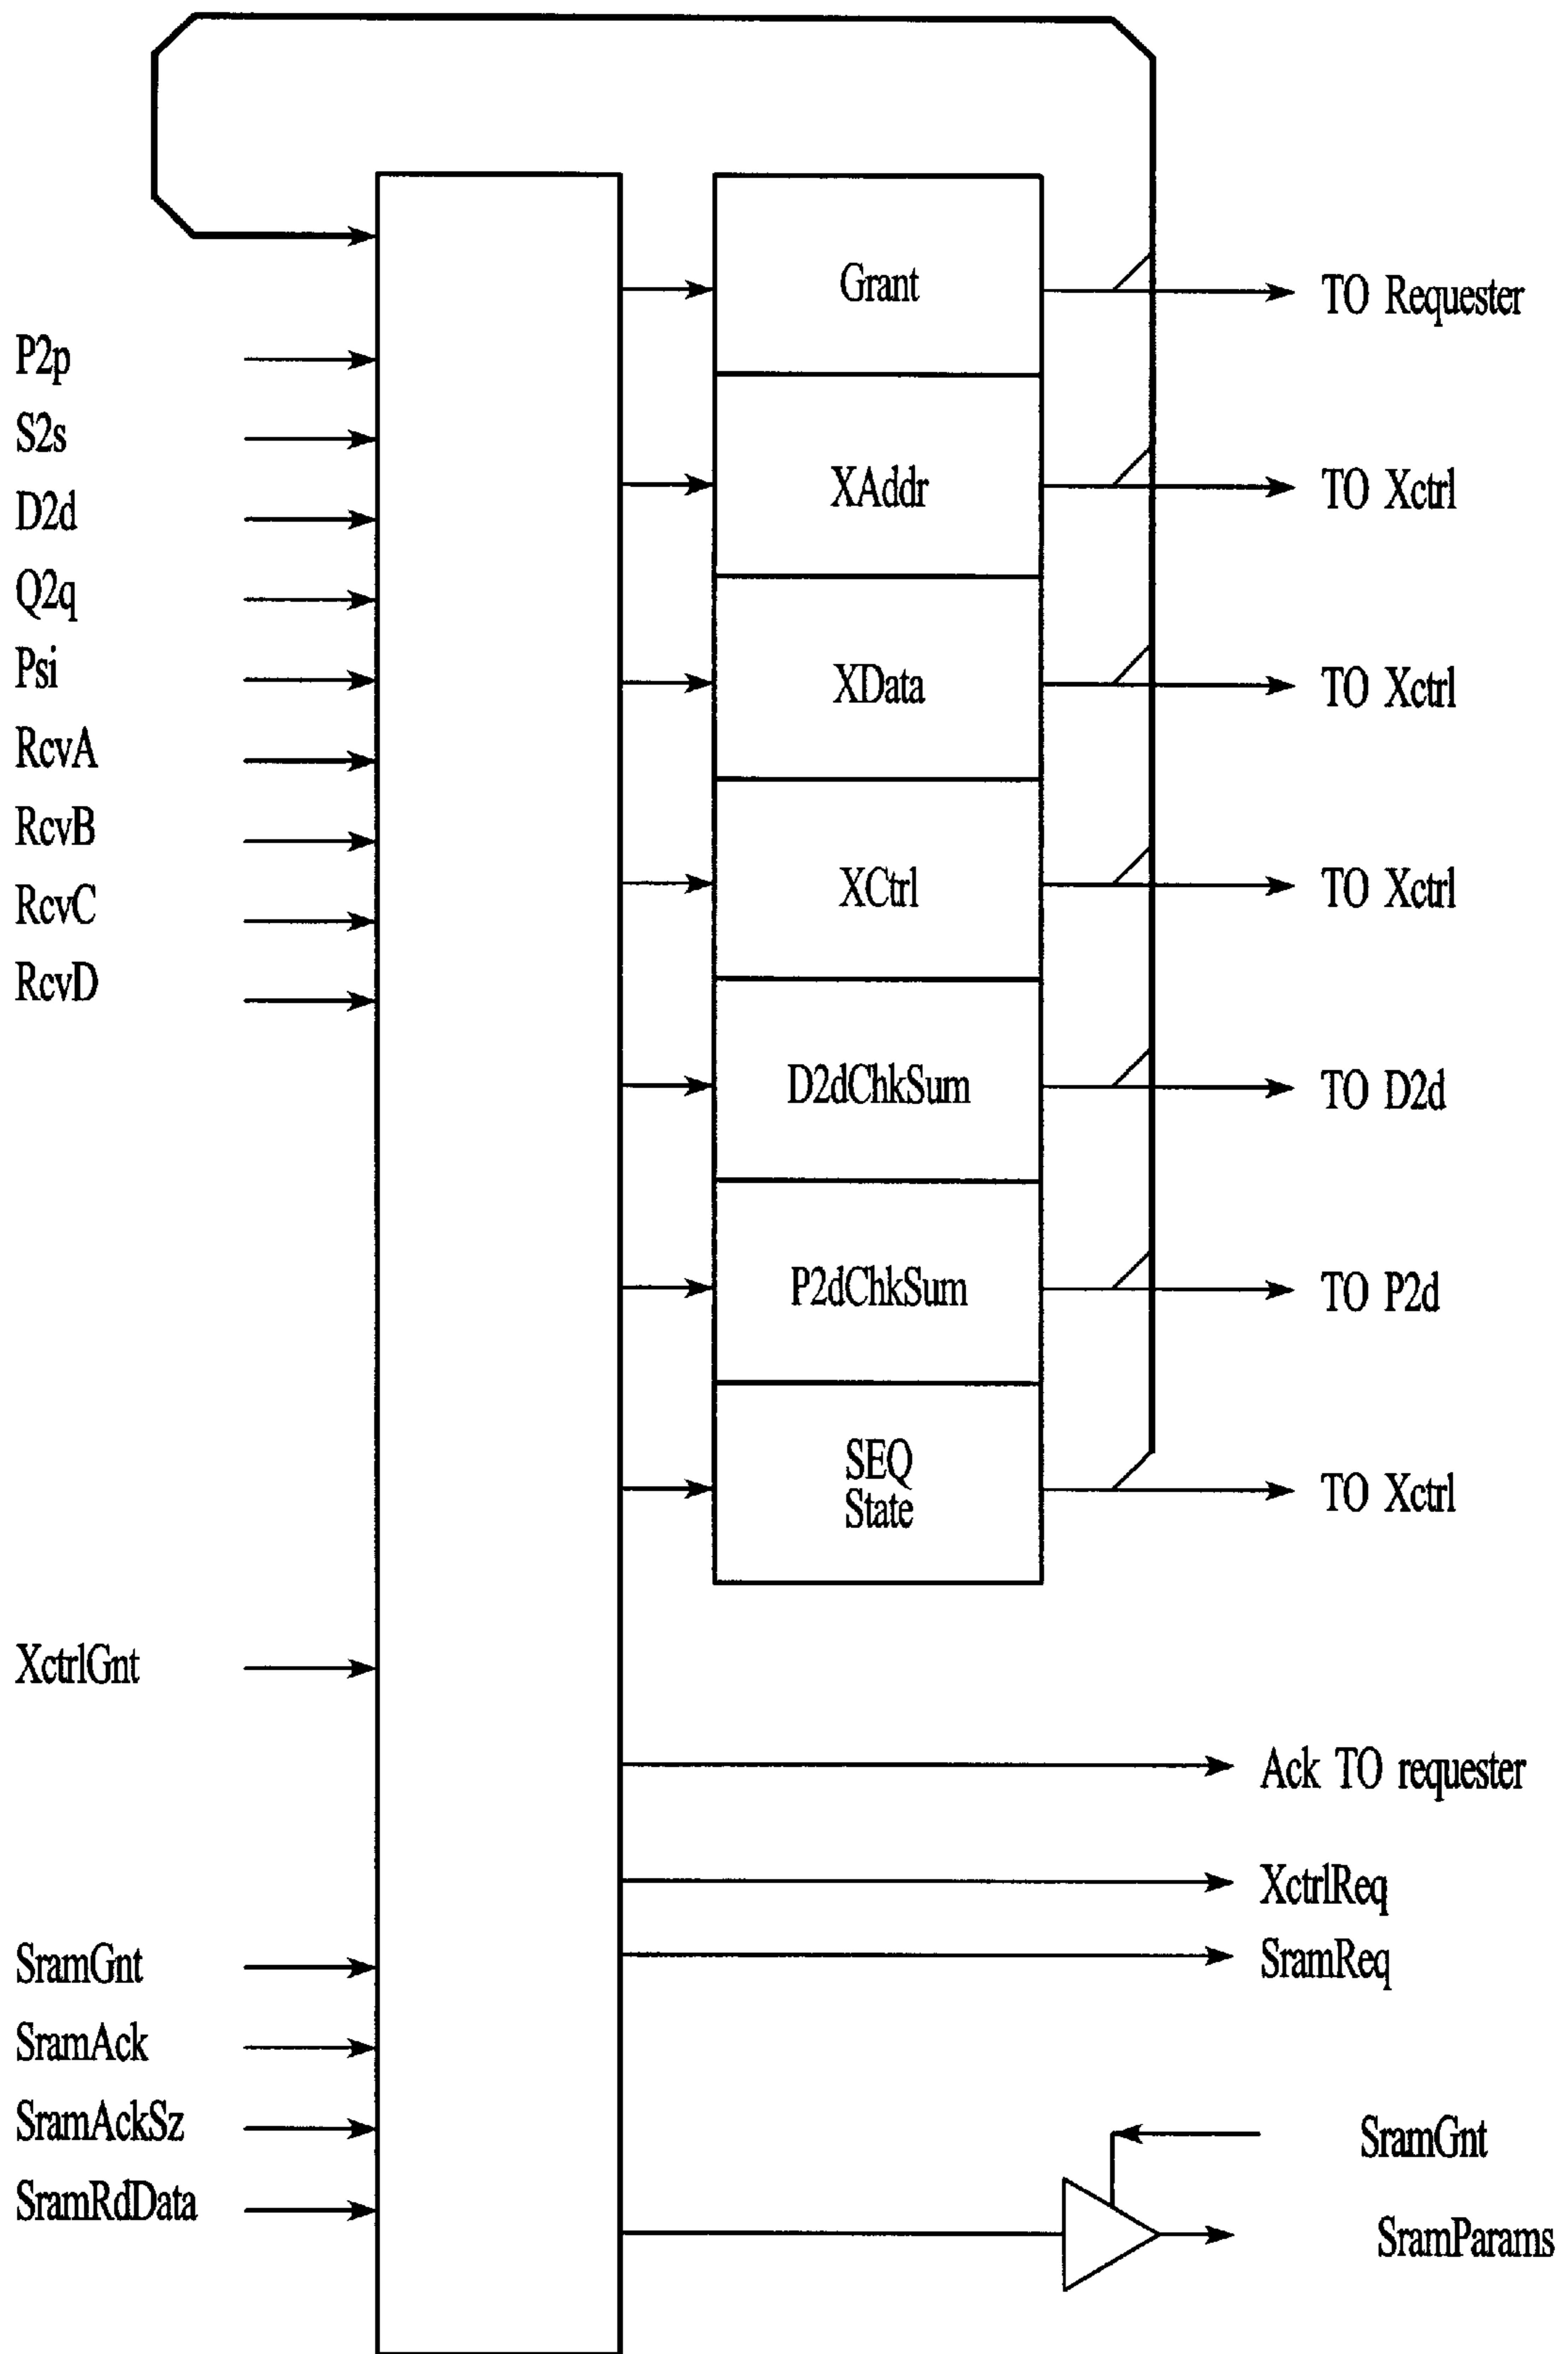 P2p
S2s
D2d
Q2q
Psi
RcvA
RcvB
RcvC
RcvD
XctrlGnt
SramGnt
SramAck
SramAckSz
SramRdData
Grant
XAddr
XData
XCtrl
D2dChkSum
P2dChkSum
SEQ
State
TO Requester
TO Xctrl
TO Xctrl
TO Xctrl
TO D2d
TO P2d
TO Xctrl
Ack TO requester
XctrlReq
SramReq
SramGnt
SramParams